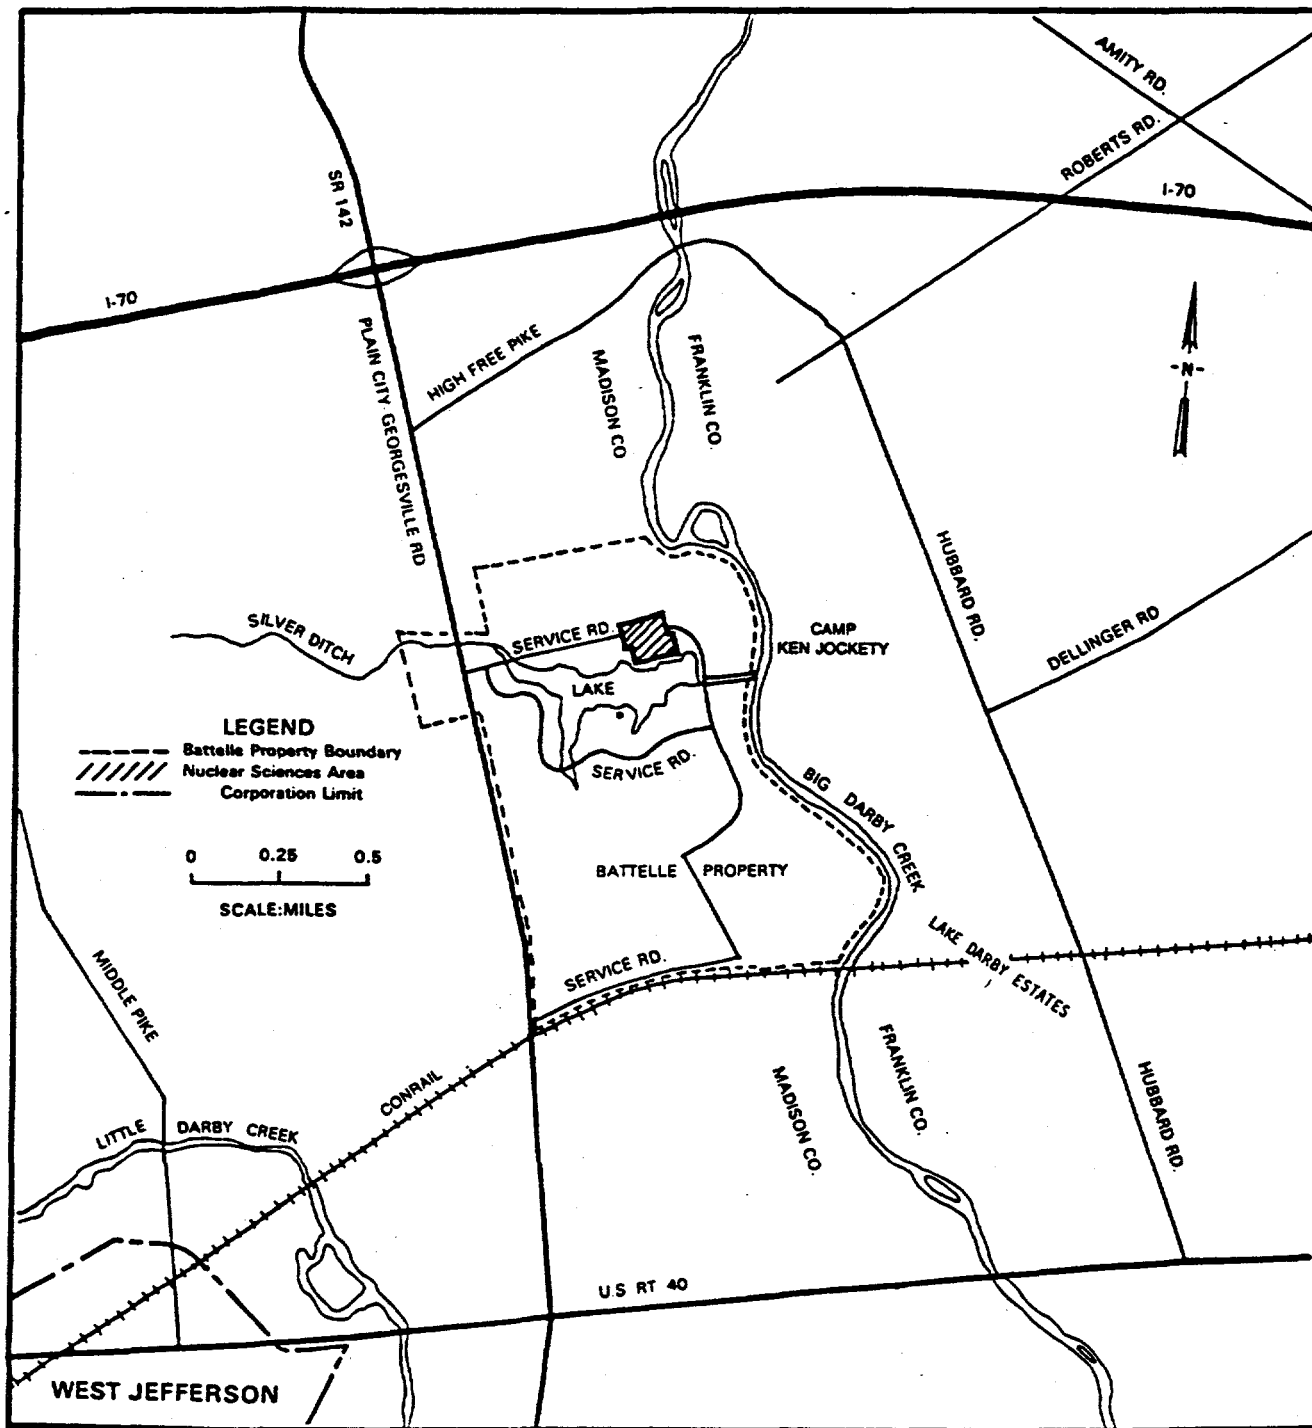 AMITY RD.
ROBERTS RD.
I-70
SR 142
I-70
PLAIN CITY-GEORGESVILLE RD
HIGH FREE PIKE
MADISON CO
FRANKLIN CO.
-N-
HUBBARD RD.
DELLINGER RD
SILVER DITCH
SERVICE RD.
CAMP
KEN JOCKETY
LAKE
LEGEND
Battelle Property Boundary
Nuclear Sciences Area
Corporation Limit
SERVICE RD.
BIG DARBY CREEK
0 0.25 0.5
SCALE:MILES
BATTELLE PROPERTY
LAKE DARBY ESTATES
MIDDLE PIKE
SERVICE RD.
CONRAIL
MADISON CO.
FRANKLIN CO.
HUBBARD RD.
LITTLE DARBY CREEK
U.S RT 40
WEST JEFFERSON